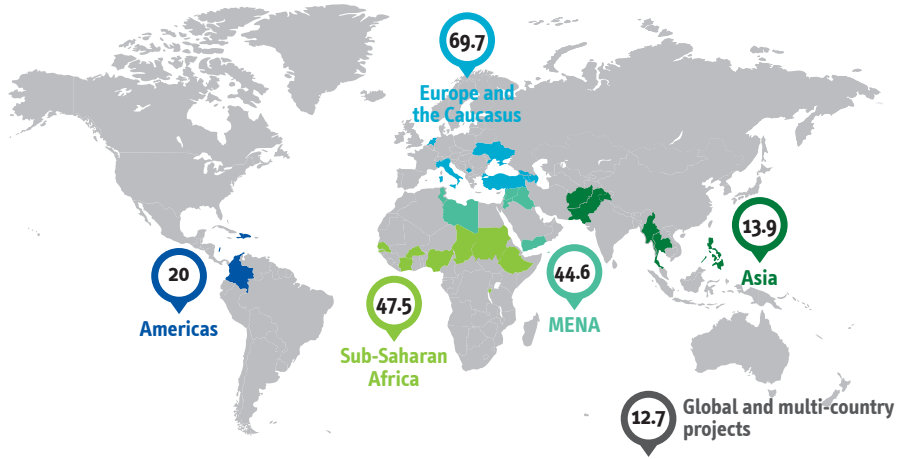 69.7
Europe and
the Caucasus
13.9
Asia
20
Americas
44.6
MENA
47.5
Sub-Saharan
Africa
12.7
Global and multi-country
projects